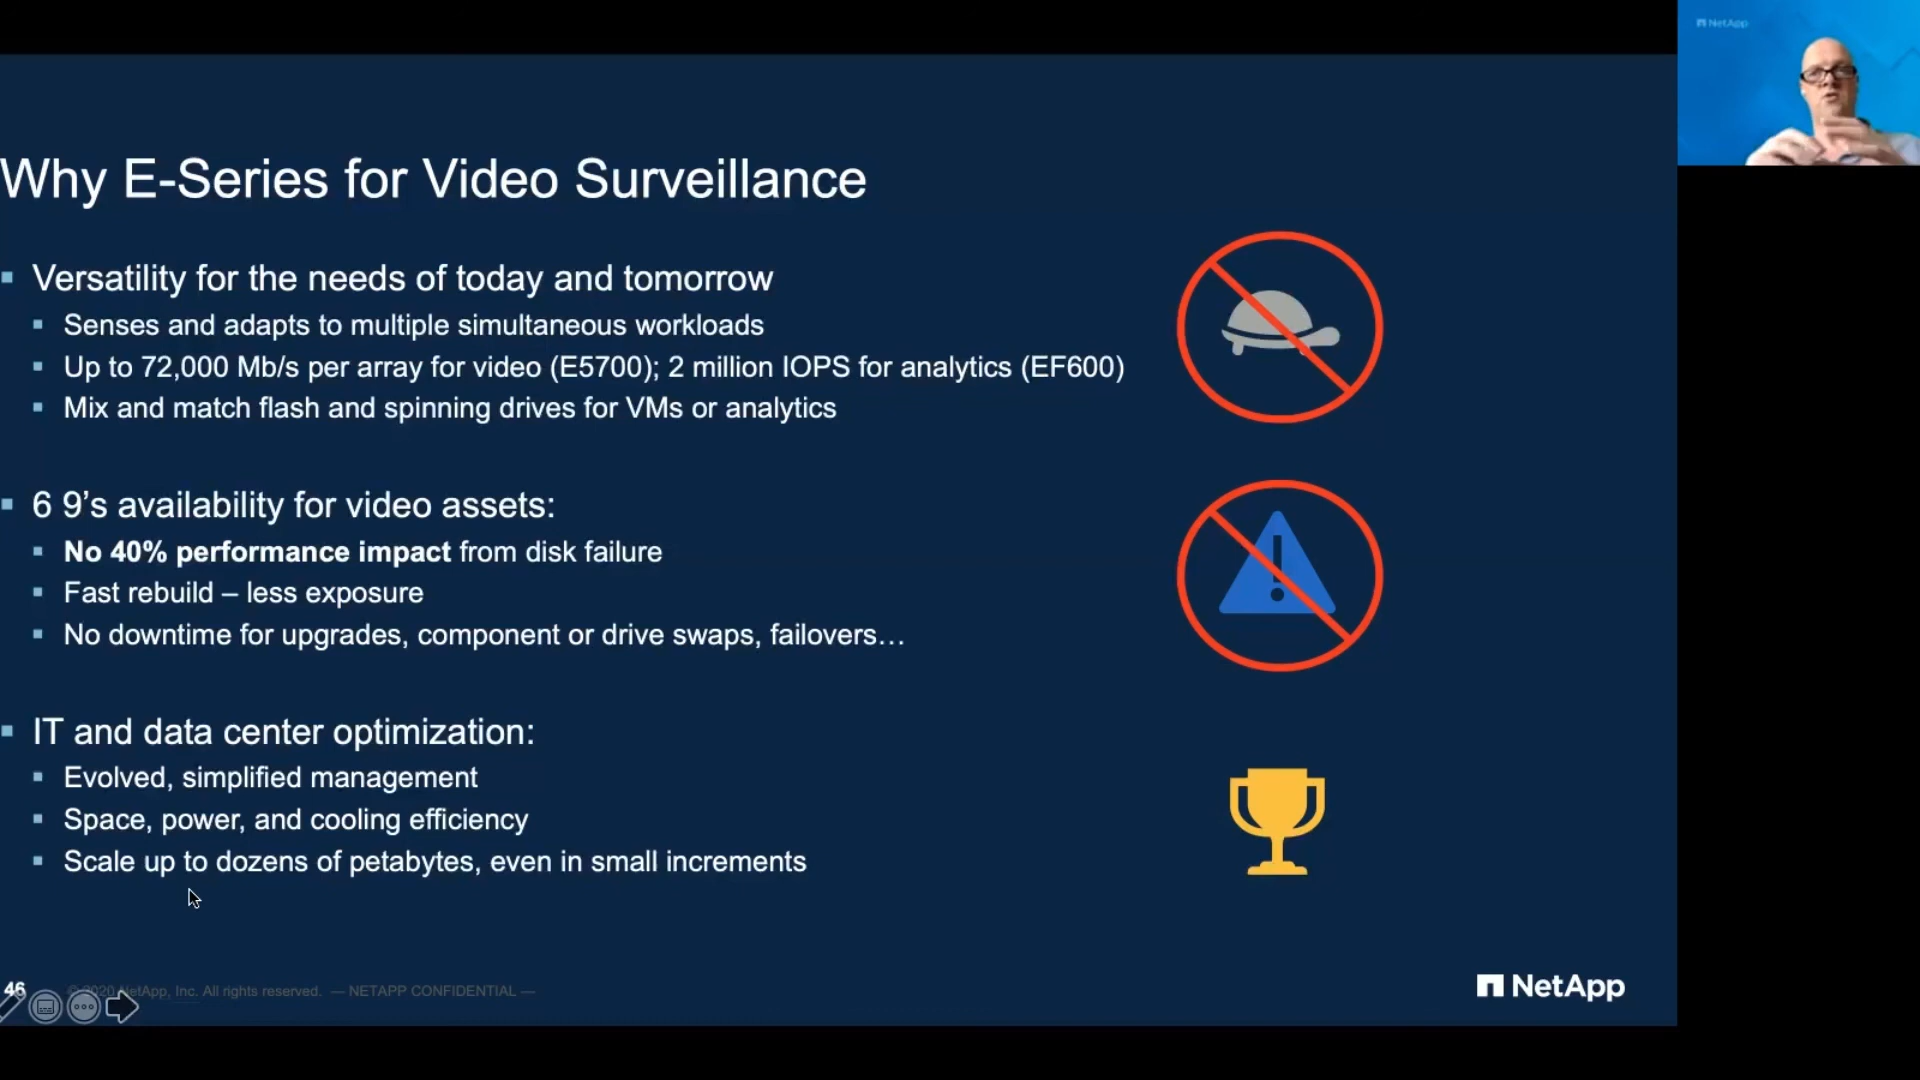 NetApp
Why E-Series for Video Surveillance
Versatility for the needs of today and tomorrow
Senses and adapts to multiple simultaneous workloads
Up to 72,000 Mb/s per array for video (E5700); 2 million IOPS for analytics (EF600)
Mix and match flash and spinning drives for VMs or analytics
6 9’s availability for video assets:
No 40% performance impact from disk failure
Fast rebuild – less exposure
No downtime for upgrades, component or drive swaps, failovers…
IT and data center optimization:
Evolved, simplified management
Space, power, and cooling efficiency
Scale up to dozens of petabytes, even in small increments
46 © 2020 NetApp, Inc. All rights reserved. — NETAPP CONFIDENTIAL —
NetApp